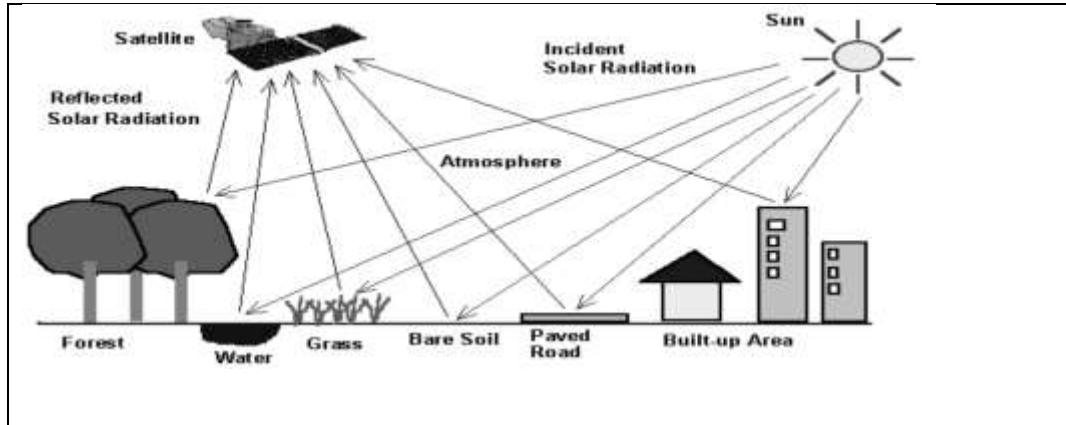 Sun
Satellite
Incident
Solar Radiation
Reflected
Solar Radiation
Atmosphere
Forest
Water
Grass
Bare Soil
Paved
Road
Built-up Area